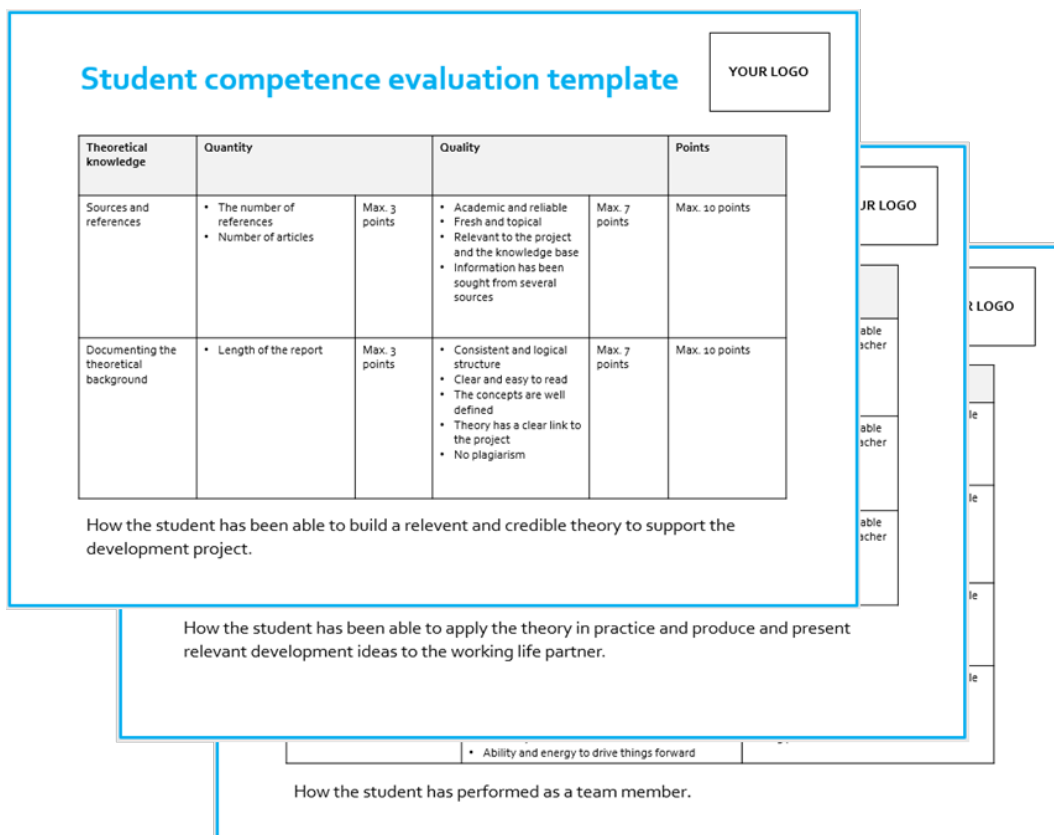 Student competence evaluation template
YOUR LOGO
Theoretical
knowledge
Quantity
Quality
Points
Sources and
references
• The number of
references
• Number of articles
Max. 3
points
• Academic and reliable
• Fresh and topical
• Relevant to the project
and the knowledge base
• Information has been
sought from several
sources
Max. 7
points
Max. 10 points
Documenting the
theoretical
background
• Length of the report
Max. 3
points
• Consistent and logical
structure
• Clear and easy to read
• The concepts are well
defined
• Theory has a clear link to
the project
• No plagiarism
Max. 7
points
Max. 10 points
How the student has been able to build a relevent and credible theory to support the
development project.
LOGO
How the student has been able to apply the theory in practice and produce and present
relevant development ideas to the working life partner.
LOGO
• Ability and energy to drive things forward
How the student has performed as a team member.